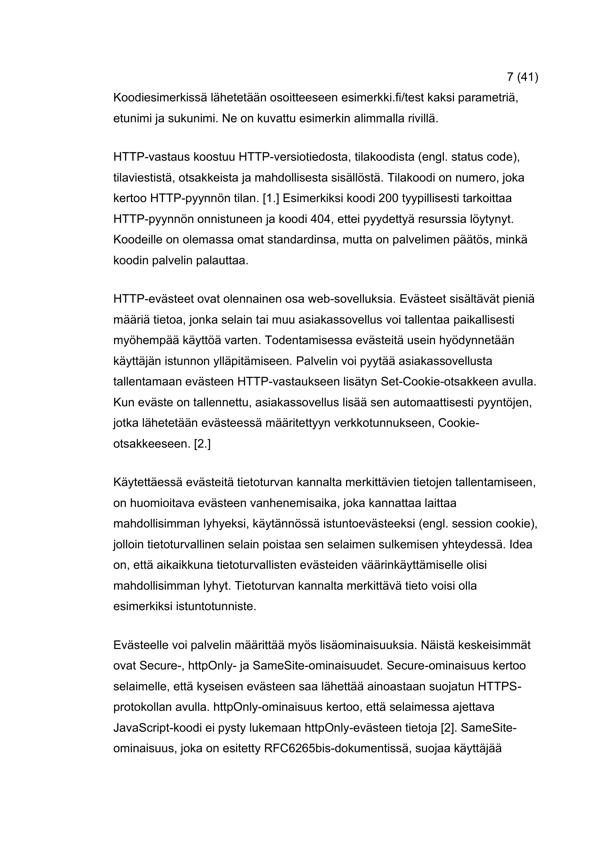 7 (41)
Koodiesimerkissä lähetetään osoitteeseen esimerkki.fi/test kaksi parametriä,
etunimi ja sukunimi. Ne on kuvattu esimerkin alimmalla rivillä.
HTTP-vastaus koostuu HTTP-versiotiedosta, tilakoodista (engl. status code),
tilaviestistä, otsakkeista ja mahdollisesta sisällöstä. Tilakoodi on numero, joka
kertoo HTTP-pyynnön tilan. [1.] Esimerkiksi koodi 200 tyypillisesti tarkoittaa
HTTP-pyynnön onnistuneen ja koodi 404, ettei pyydettyä resurssia löytynyt.
Koodeille on olemassa omat standardinsa, mutta on palvelimen päätös, minkä
koodin palvelin palauttaa.
HTTP-evästeet ovat olennainen osa web-sovelluksia. Evästeet sisältävät pieniä
määriä tietoa, jonka selain tai muu asiakassovellus voi tallentaa paikallisesti
myöhempää käyttöä varten. Todentamisessa evästeitä usein hyödynnetään
käyttäjän istunnon ylläpitämiseen. Palvelin voi pyytää asiakassovellusta
tallentamaan evästeen HTTP-vastaukseen lisätyn Set-Cookie-otsakkeen avulla.
Kun eväste on tallennettu, asiakassovellus lisää sen automaattisesti pyyntöjen,
jotka lähetetään evästeessä määritettyyn verkkotunnukseen, Cookie-
otsakkeeseen. [2.]
Käytettäessä evästeitä tietoturvan kannalta merkittävien tietojen tallentamiseen,
on huomioitava evästeen vanhenemisaika, joka kannattaa laittaa
mahdollisimman lyhyeksi, käytännössä istuntoevästeeksi (engl. session cookie),
jolloin tietoturvallinen selain poistaa sen selaimen sulkemisen yhteydessä. Idea
on, että aikaikkuna tietoturvallisten evästeiden väärinkäyttämiselle olisi
mahdollisimman lyhyt. Tietoturvan kannalta merkittävä tieto voisi olla
esimerkiksi istuntotunniste.
Evästeelle voi palvelin määrittää myös lisäominaisuuksia. Näistä keskeisimmät
ovat Secure-, httpOnly- ja SameSite-ominaisuudet. Secure-ominaisuus kertoo
selaimelle, että kyseisen evästeen saa lähettää ainoastaan suojatun HTTPS-
protokollan avulla. httpOnly-ominaisuus kertoo, että selaimessa ajettava
JavaScript-koodi ei pysty lukemaan httpOnly-evästeen tietoja [2]. SameSite-
ominaisuus, joka on esitetty RFC6265bis-dokumentissä, suojaa käyttäjää